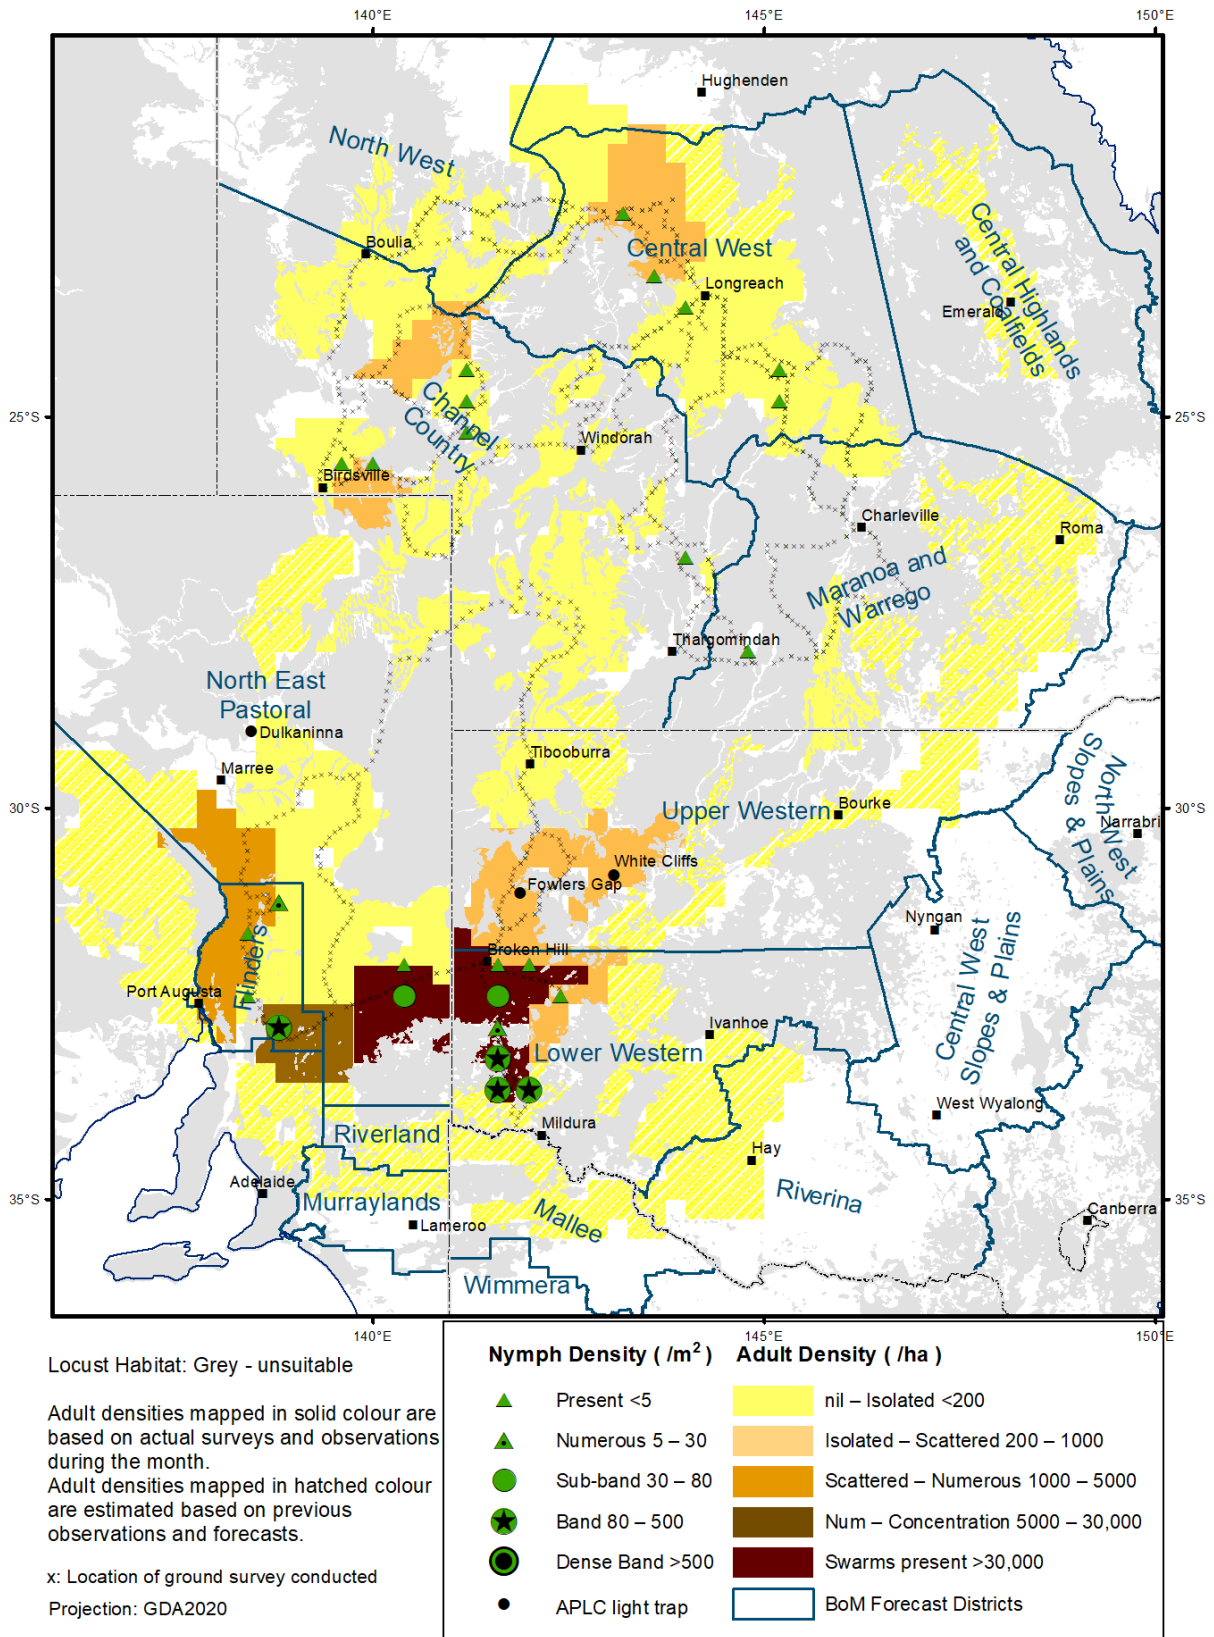 140°E 145°E 150°E
Hughenden
North West
Boulia
Central West
Longreach
Central Highlands
and Coalfields
Emerald
25°S 25°S
Channel
Country
Windorah
Birdsville
Charleville
Roma
Maranoa and
Warrego
Thargomindah
North East
Pastoral
Dulkaninna
Marree
Tibooburra
30°S 30°S
Upper Western
Bourke
North West
Slopes & Plains
Narrabri
White Cliffs
Fowlers Gap
Nyngan
Broken Hill
Flinders
Port Augusta
Central West
Slopes & Plains
Ivanhoe
Lower Western
West Wyalong
Mildura
Riverland
Hay
Adelaide
Murraylands
Riverina
35°S 35°S
Lameroo
Mallee
Canberra
Wimmera
140°E 145°E 150°E
Locust Habitat: Grey - unsuitable
Adult densities mapped in solid colour are
based on actual surveys and observations
during the month.
Adult densities mapped in hatched colour
are estimated based on previous
observations and forecasts.
x: Location of ground survey conducted
Projection: GDA2020
Nymph Density ( /m² ) Adult Density ( /ha )
Present <5 nil – Isolated <200
Numerous 5 – 30 Isolated – Scattered 200 – 1000
Sub-band 30 – 80 Scattered – Numerous 1000 – 5000
Band 80 – 500 Num – Concentration 5000 – 30,000
Dense Band >500 Swarms present >30,000
APLC light trap BoM Forecast Districts